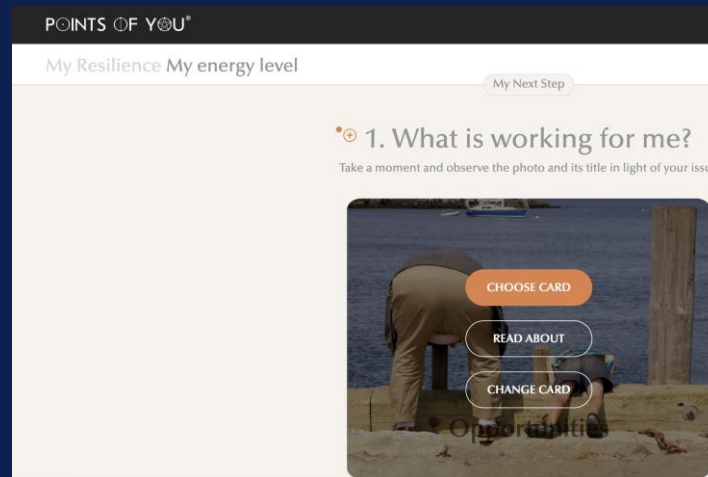 POINTS OF YOU®
My Resilience My energy level
My Next Step
1. What is working for me?
Take a moment and observe the photo and its title in light of your issu
CHOOSE CARD
READ ABOUT
CHANGE CARD
Opportunities